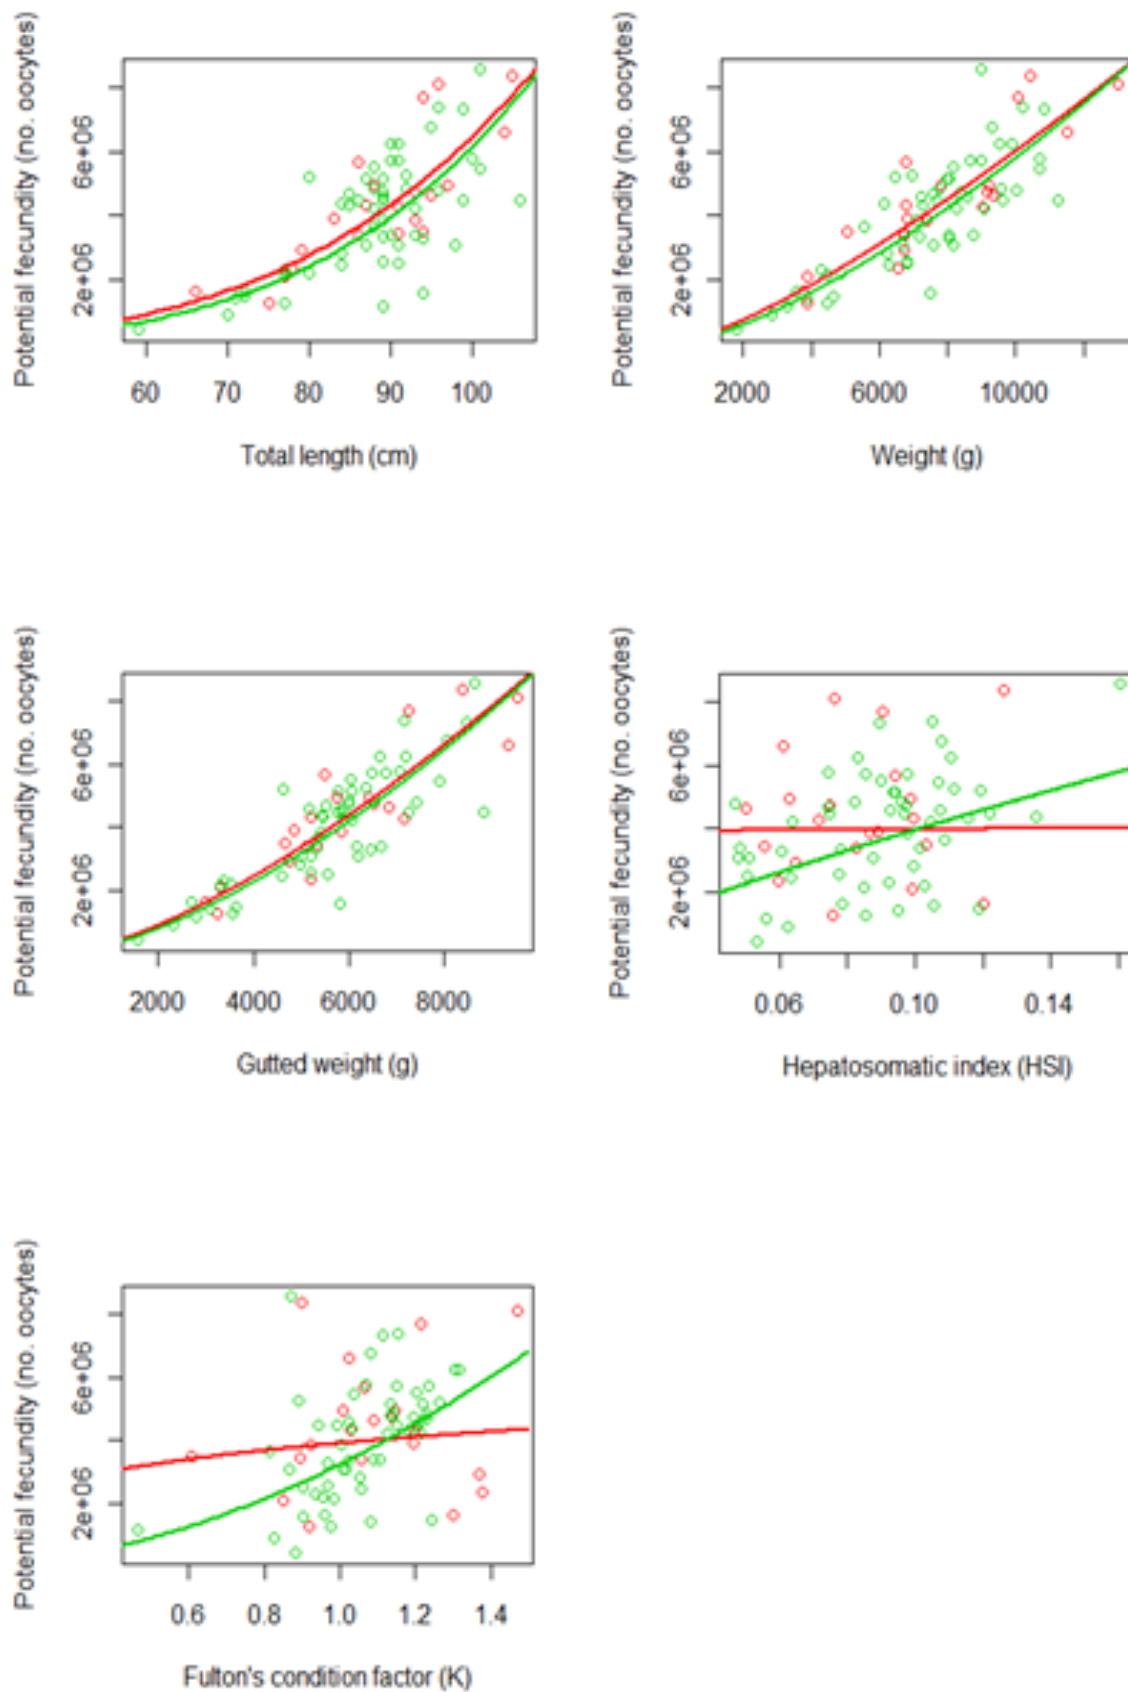 Potential fecundity (no. oocytes)
2e+06 6e+06
60 70 80 90 100
Total length (cm)
Potential fecundity (no. oocytes)
2e+06 6e+06
2000 6000 10000
Weight (g)
Potential fecundity (no. oocytes)
2e+06 6e+06
2000 4000 6000 8000
Gutted weight (g)
Potential fecundity (no. oocytes)
2e+06 6e+06
0.06 0.10 0.14
Hepatosomatic index (HSI)
Potential fecundity (no. oocytes)
2e+06 6e+06
0.6 0.8 1.0 1.2 1.4
Fulton's condition factor (K)